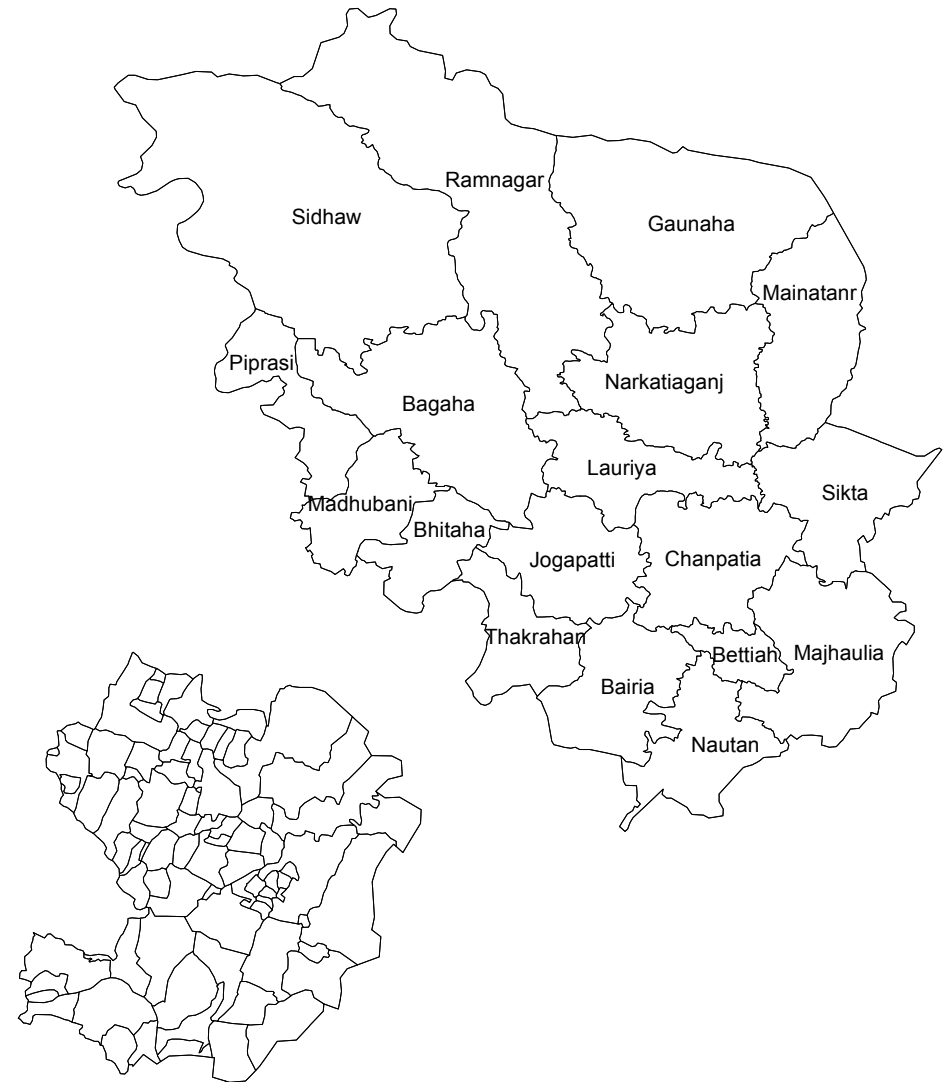 Ramnagar
Sidhaw
Gaunaha
Mainatanr
Piprasi
Narkatiaganj
Bagaha
Lauriya
Sikta
Madhubani
Bhitaha
Jogapatti
Chanpatia
Thakrahan
Bettiah
Majhaulia
Bairia
Nautan